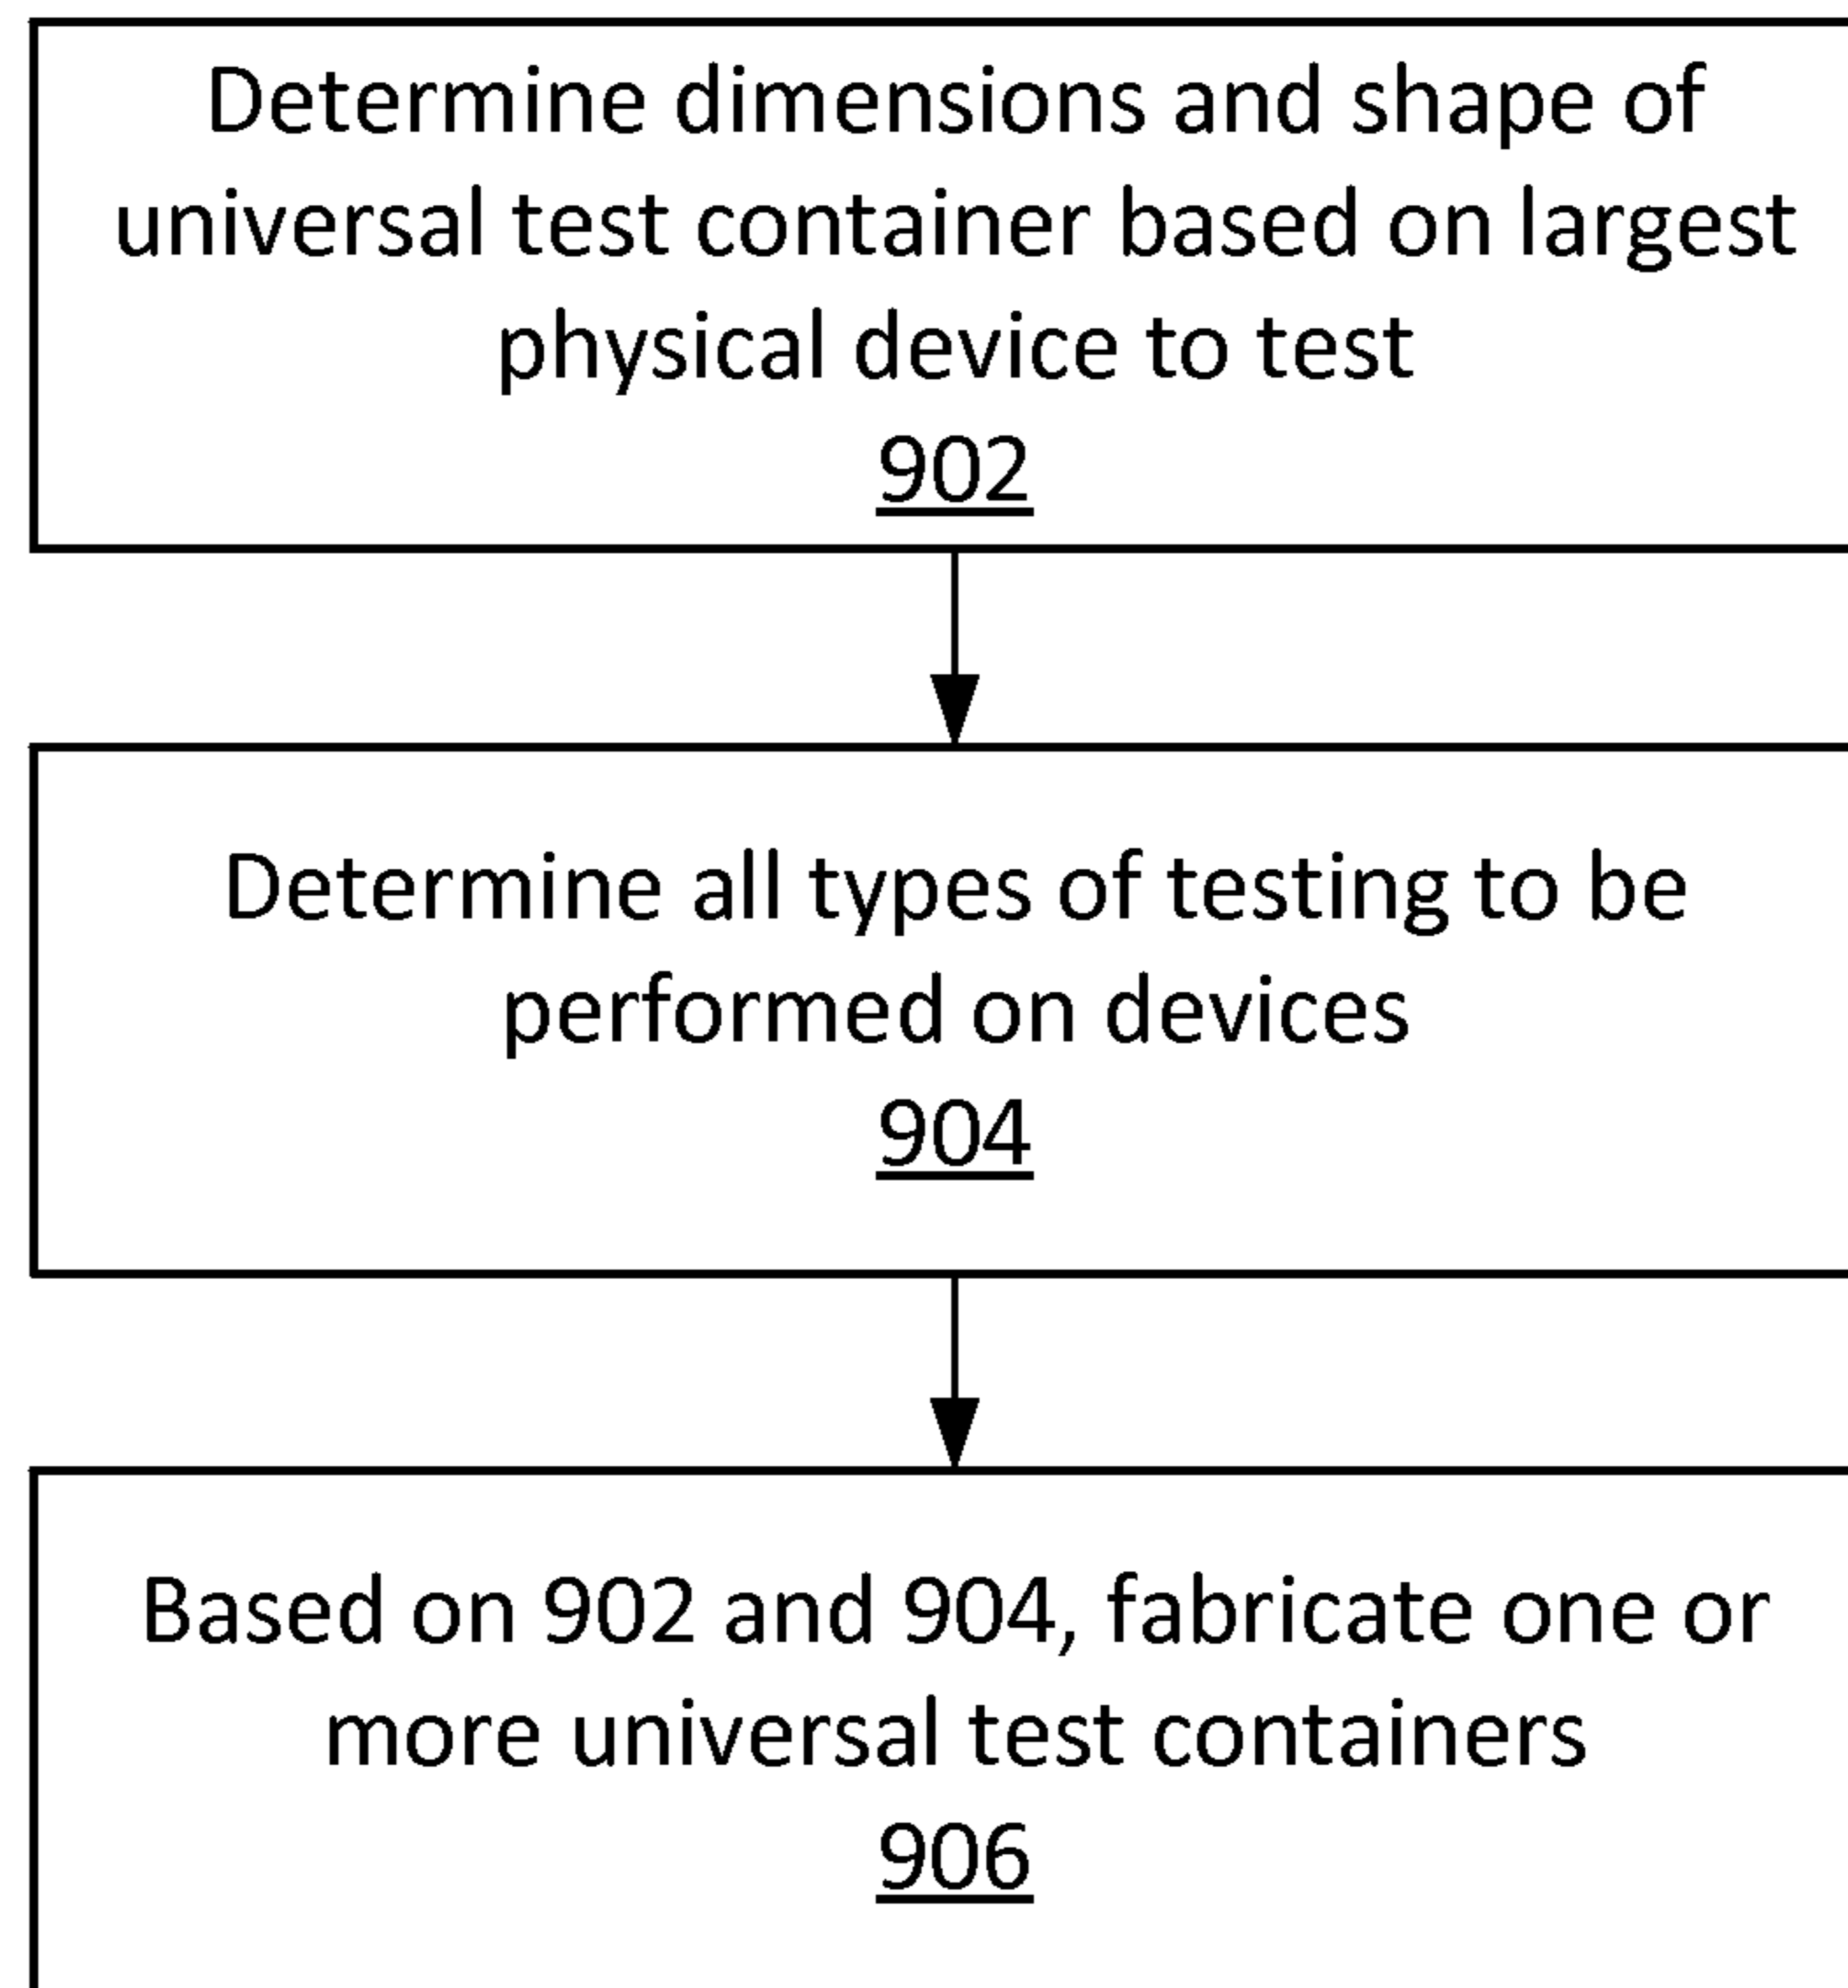 Determine dimensions and shape of
universal test container based on largest
physical device to test
902
Determine all types of testing to be
performed on devices
904
Based on 902 and 904, fabricate one or
more universal test containers
906